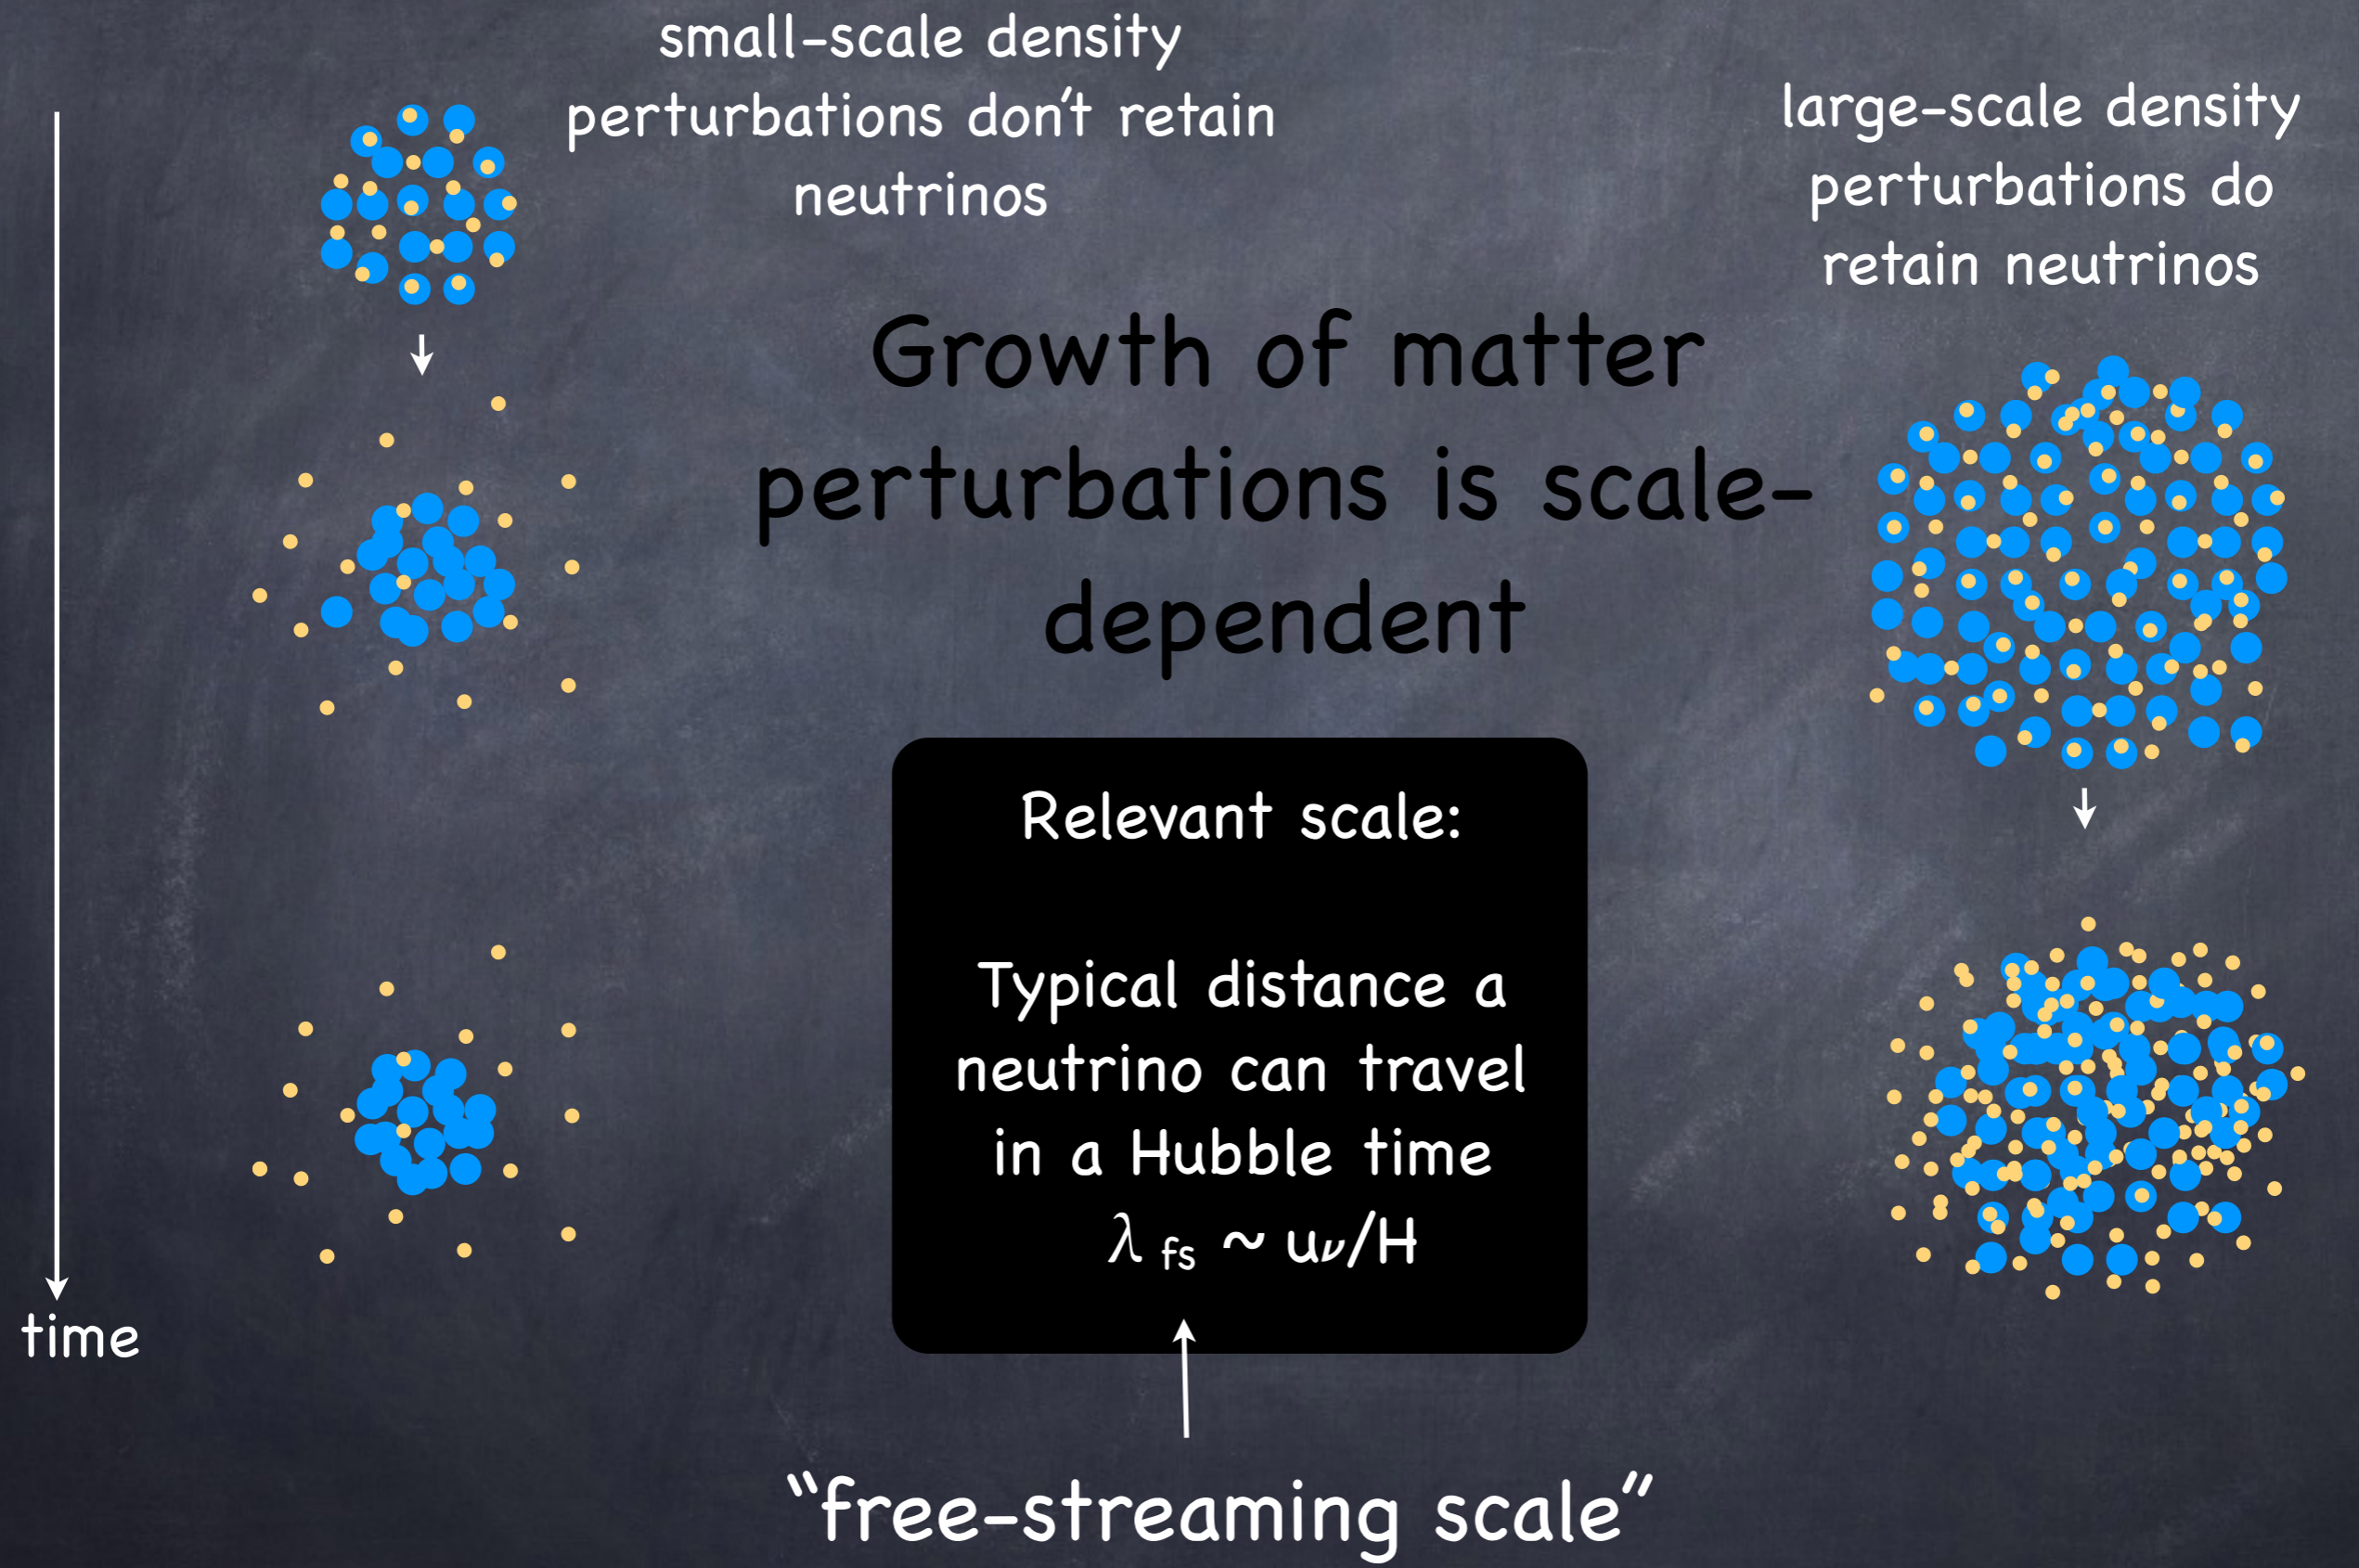 small-scale density
perturbations don't retain
neutrinos
large-scale density
perturbations do
retain neutrinos
Growth of matter
perturbations is scale-
dependent
Relevant scale:
Typical distance a
neutrino can travel
in a Hubble time
λ fs ~ uν/H
time
“free-streaming scale”